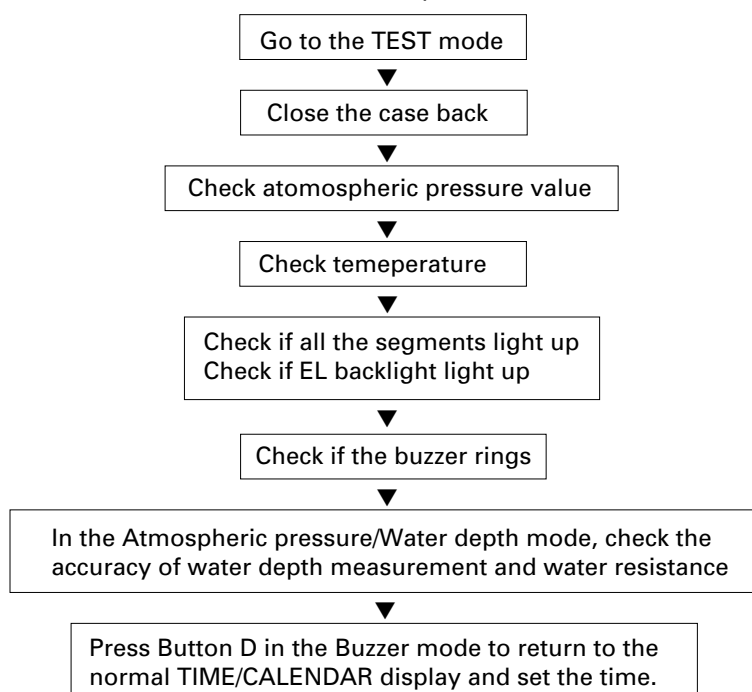 Go to the TEST mode
Close the case back
Check atomospheric pressure value
Check temeperature
Check if all the segments light up
Check if EL backlight light up
Check if the buzzer rings
In the Atmospheric pressure/Water depth mode, check the
accuracy of water depth measurement and water resistance
Press Button D in the Buzzer mode to return to the
normal TIME/CALENDAR display and set the time.